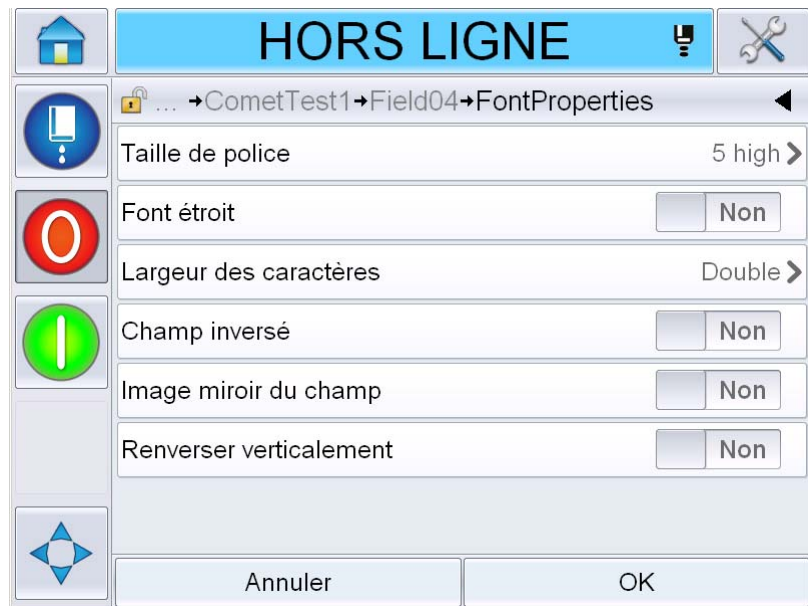 HORS LIGNE
... →CometTest1→Field04→FontProperties
Taille de police 5 high
Font étroit Non
Largeur des caractères Double
Champ inversé Non
Image miroir du champ Non
Renverser verticalement Non
Annuler OK